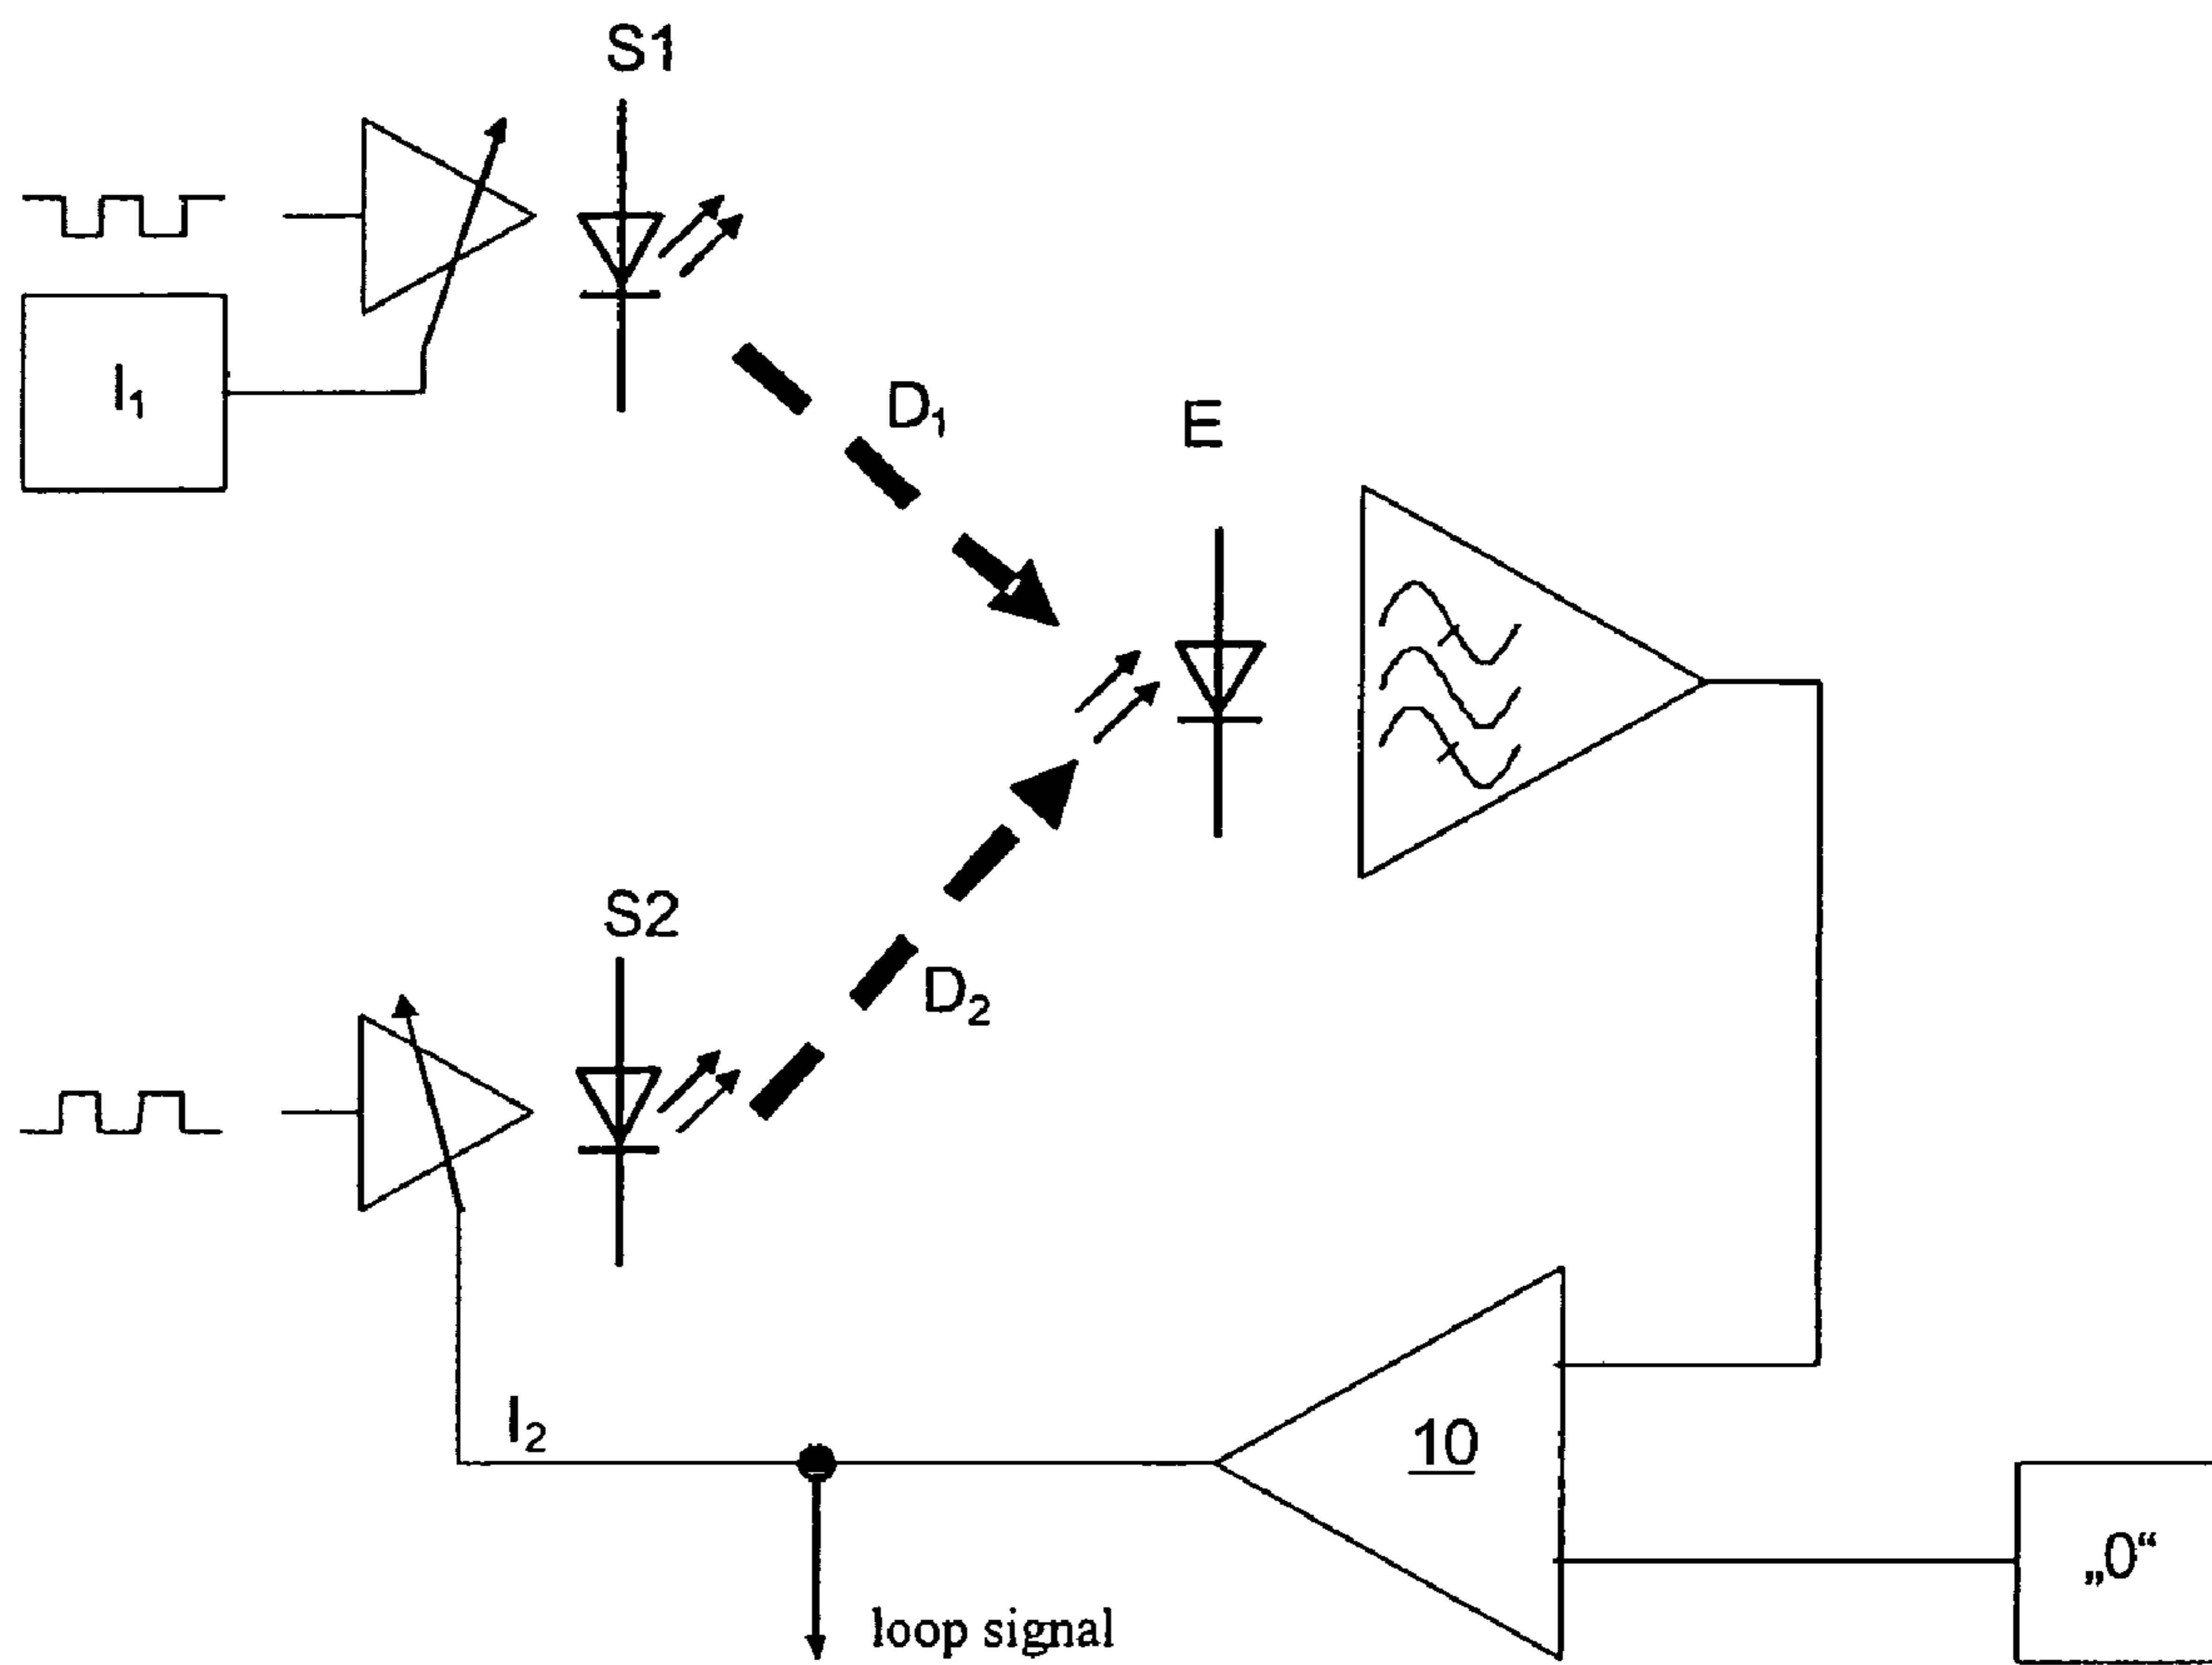 S1
I₁
D₁
E
S2
D₂
I₂
10
„0“
loop signal